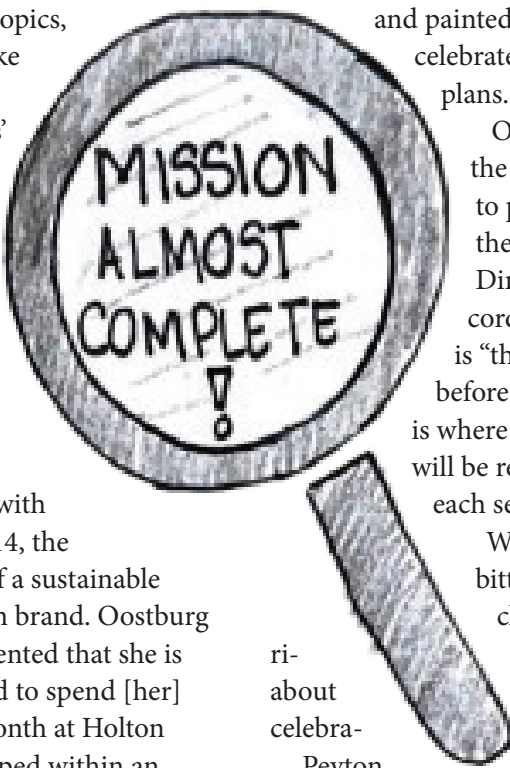 opics,
ke
’
with
14, the
f a sustainable
n brand. Oostburg
ented that she is
d to spend [her]
onth at Holton
ped within an
MISSION
ALMOST
COMPLETE
!
ri-
about
celebra-
Peyton
and painted
celebrate
plans.
O
the
to p
the
Dir
cord
is “th
before
is where
will be re
each se
W
bitt